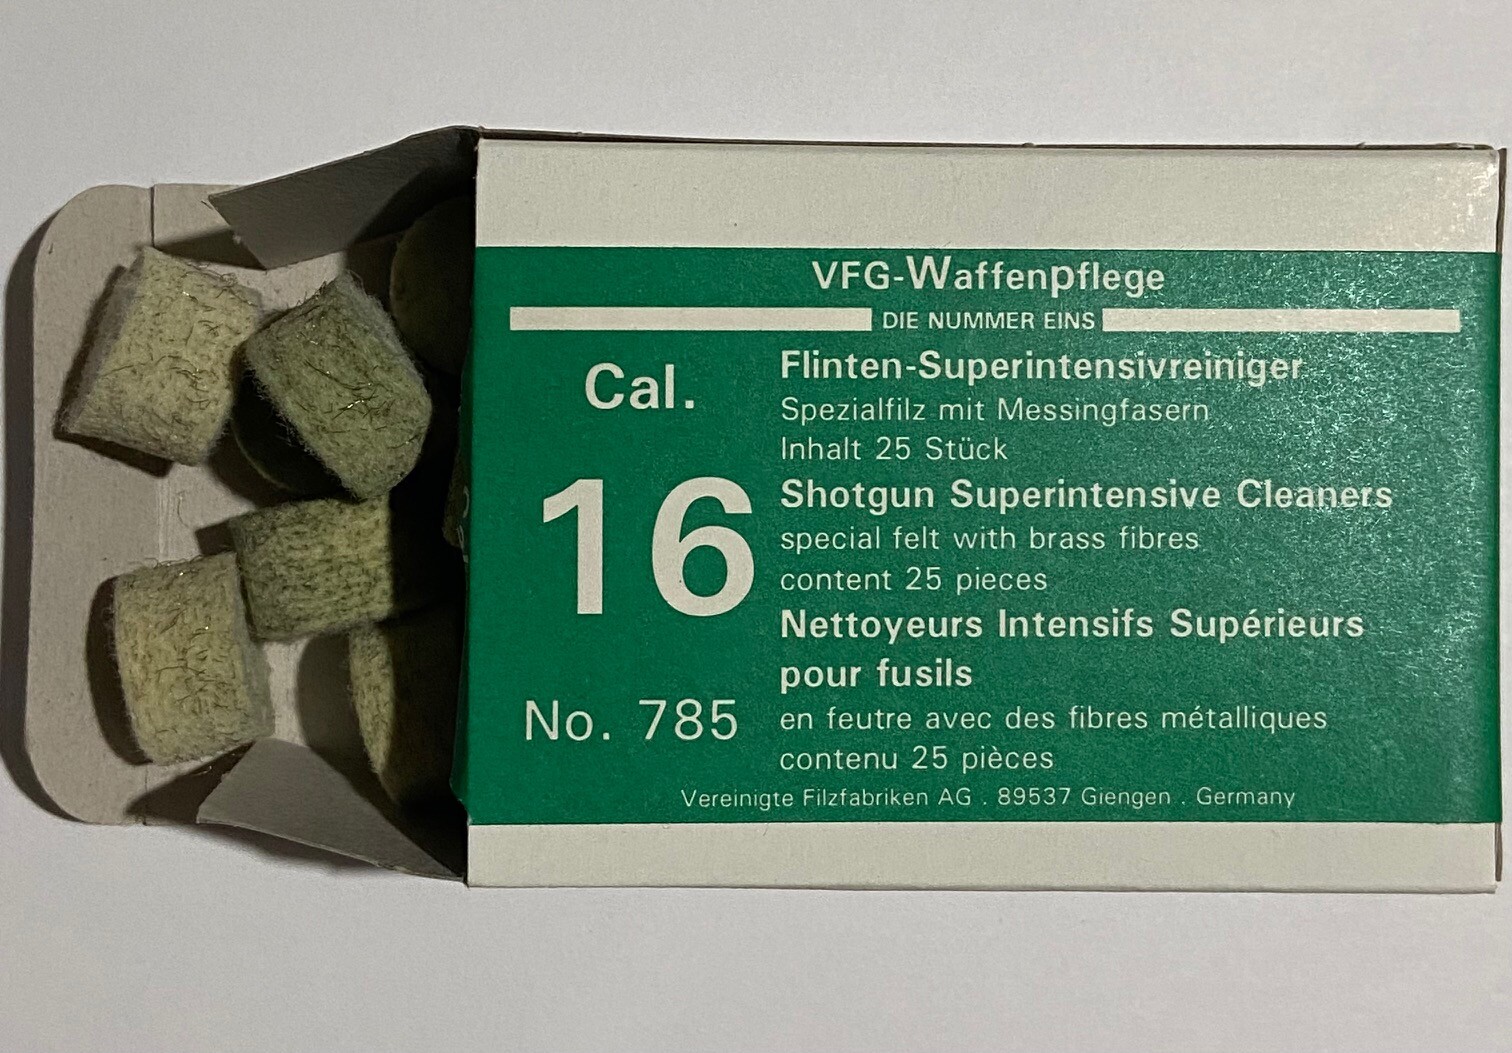 VFG-Waffenpflege
DIE NUMMER EINS
Cal.
16
No. 785
Flinten-Superintensivreiniger
Spezialfilz mit Messingfasern
Inhalt 25 Stück
Shotgun Superintensive Cleaners
special felt with brass fibres
content 25 pieces
Nettoyeurs Intensifs Supérieurs
pour fusils
en feutre avec des fibres métalliques
contenu 25 pièces
Vereinigte Filzfabriken AG . 89537 Giengen . Germany